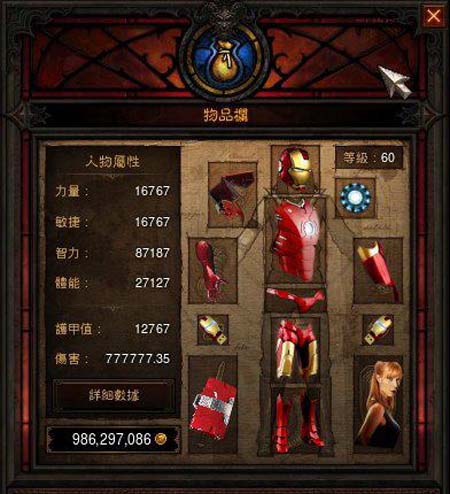 物品欄
人物屬性
等級：60
力量： 16767
敏捷： 16767
智力： 87187
體能： 27127
護甲值： 12767
傷害： 777777.35
詳細數據
986,297,086